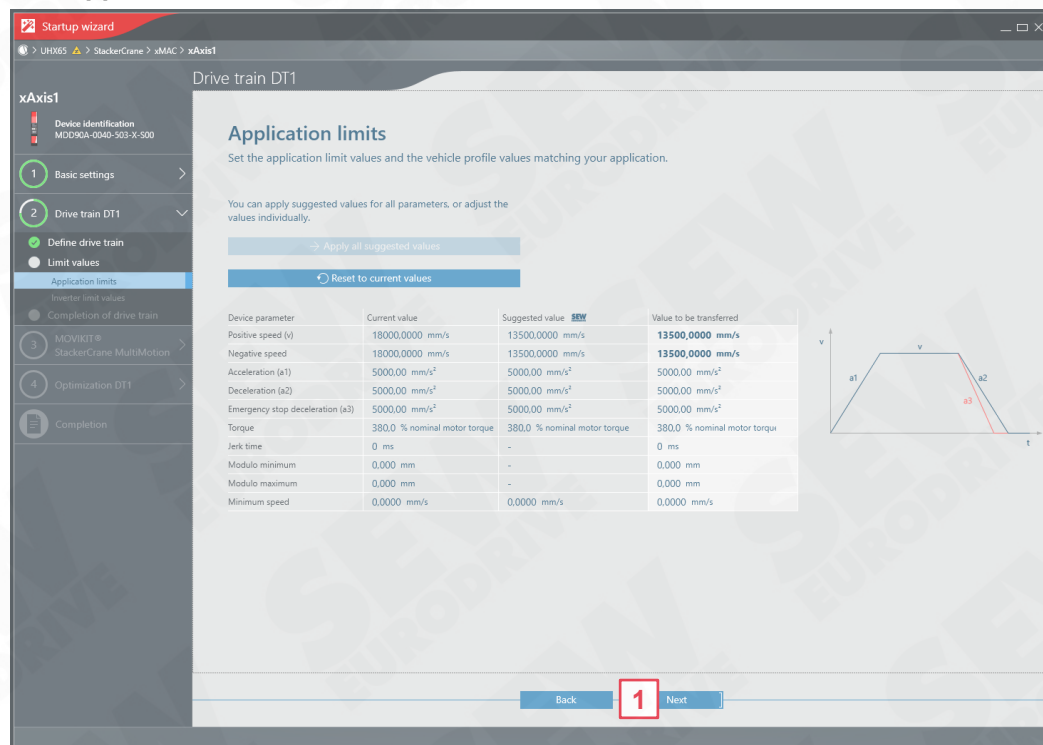 Startup wizard
> UHX65 > StackerCrane > xMAC > xAxis1
Drive train DT1
xAxis1
Device identification
MDD90A-0040-503-X-S00
1 Basic settings
2 Drive train DT1
Define drive train
Limit values
Application limits
Inverter limit values
Completion of drive train
3 MOVIKIT®
StackerCrane MultiMotion
4 Optimization DT1
Completion
Application limits
Set the application limit values and the vehicle profile values matching your application.
You can apply suggested values for all parameters, or adjust the
values individually.
→ Apply all suggested values
Reset to current values
Device parameter Current value Suggested value SEW Value to be transferred
Positive speed (v) 18000,0000 mm/s 13500,0000 mm/s 13500,0000 mm/s
Negative speed 18000,0000 mm/s 13500,0000 mm/s 13500,0000 mm/s
Acceleration (a1) 5000,00 mm/s² 5000,00 mm/s² 5000,00 mm/s²
Deceleration (a2) 5000,00 mm/s² 5000,00 mm/s² 5000,00 mm/s²
Emergency stop deceleration (a3) 5000,00 mm/s² 5000,00 mm/s² 5000,00 mm/s²
Torque 380,0 % nominal motor torque 380,0 % nominal motor torque 380,0 % nominal motor torqu
Jerk time 0 ms - 0 ms
Modulo minimum 0,000 mm - 0,000 mm
Modulo maximum 0,000 mm - 0,000 mm
Minimum speed 0,0000 mm/s 0,0000 mm/s 0,0000 mm/s
v
v
a1
a2
a3
t
Back
1
Next
SEW
EURODRIVE